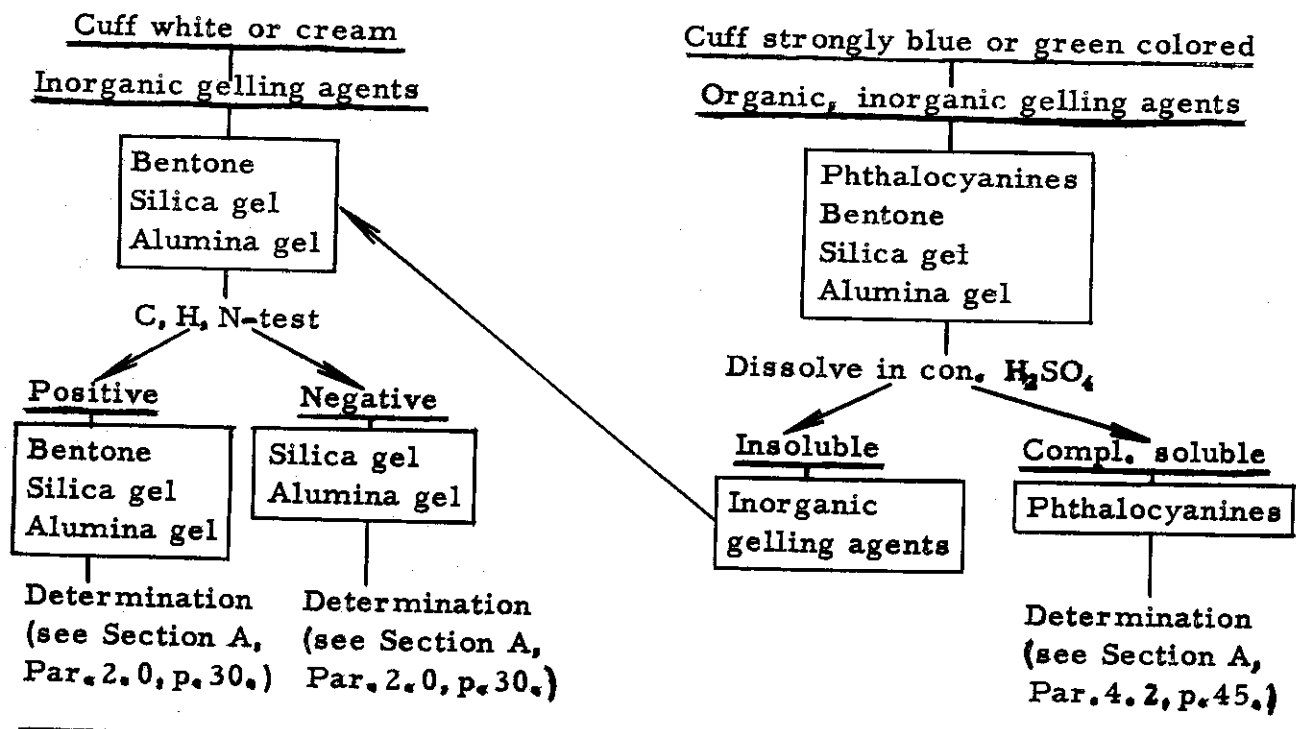 Cuff white or cream
Inorganic gelling agents
Bentone
Silica gel
Alumina gel
C, H, N-test
Positive
Bentone
Silica gel
Alumina gel
Determination
(see Section A,
Par. 2.0, p. 30.)
Negative
Silica gel
Alumina gel
Determination
(see Section A,
Par. 2.0, p. 30.)
Cuff strongly blue or green colored
Organic, inorganic gelling agents
Phthalocyanines
Bentone
Silica gel
Alumina gel
Dissolve in con. H₂SO₄
Insoluble
Inorganic
gelling agents
Compl. soluble
Phthalocyanines
Determination
(see Section A,
Par. 4.2, p. 45.)